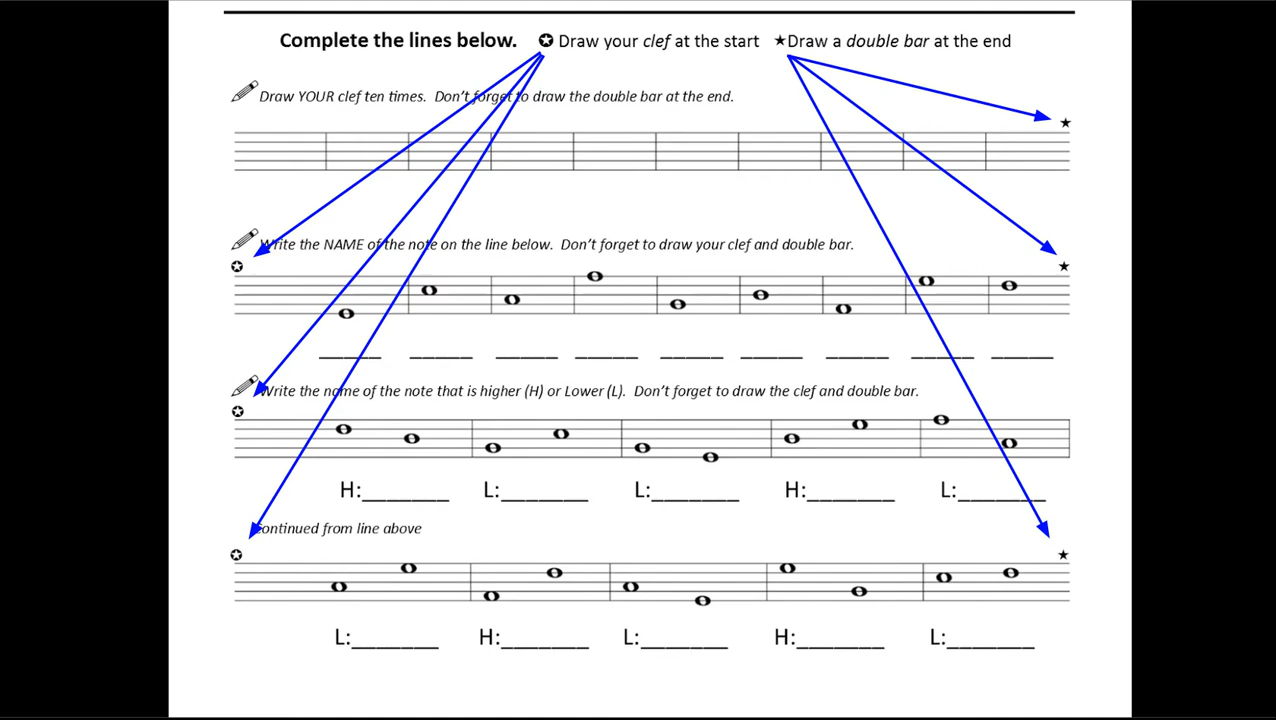 Complete the lines below. ✪ Draw your clef at the start ★Draw a double bar at the end
Draw YOUR clef ten times. Don't forget to draw the double bar at the end.
Write the NAME of the note on the line below. Don't forget to draw your clef and double bar.
Write the name of the note that is higher (H) or Lower (L). Don't forget to draw the clef and double bar.
H:_______ L:_______ L:_______ H:_______ L:_______
Continued from line above
L:_______ H:_______ L:_______ H:_______ L:_______